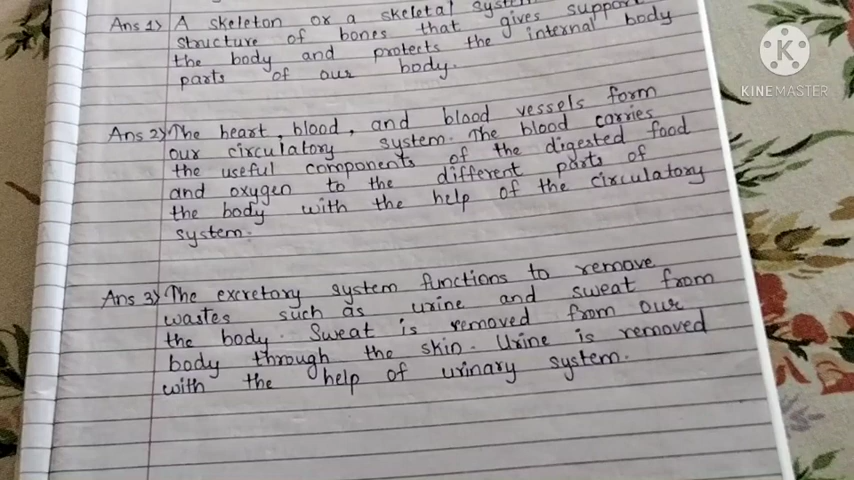 Ans 1) A skeleton or a skeletal system
structure of bones that gives support
the body and protects the internal body
parts of our body.
Ans 2) The heart, blood, and blood vessels form
our circulatory system. The blood carries
the useful components of the digested food
and oxygen to the different parts of
the body with the help of the circulatory
system.
Ans 3) The excretory system functions to remove
wastes such as urine and sweat from
the body. Sweat is removed from our
body through the skin. Urine is removed
with the help of urinary system.
K
KINEMASTER